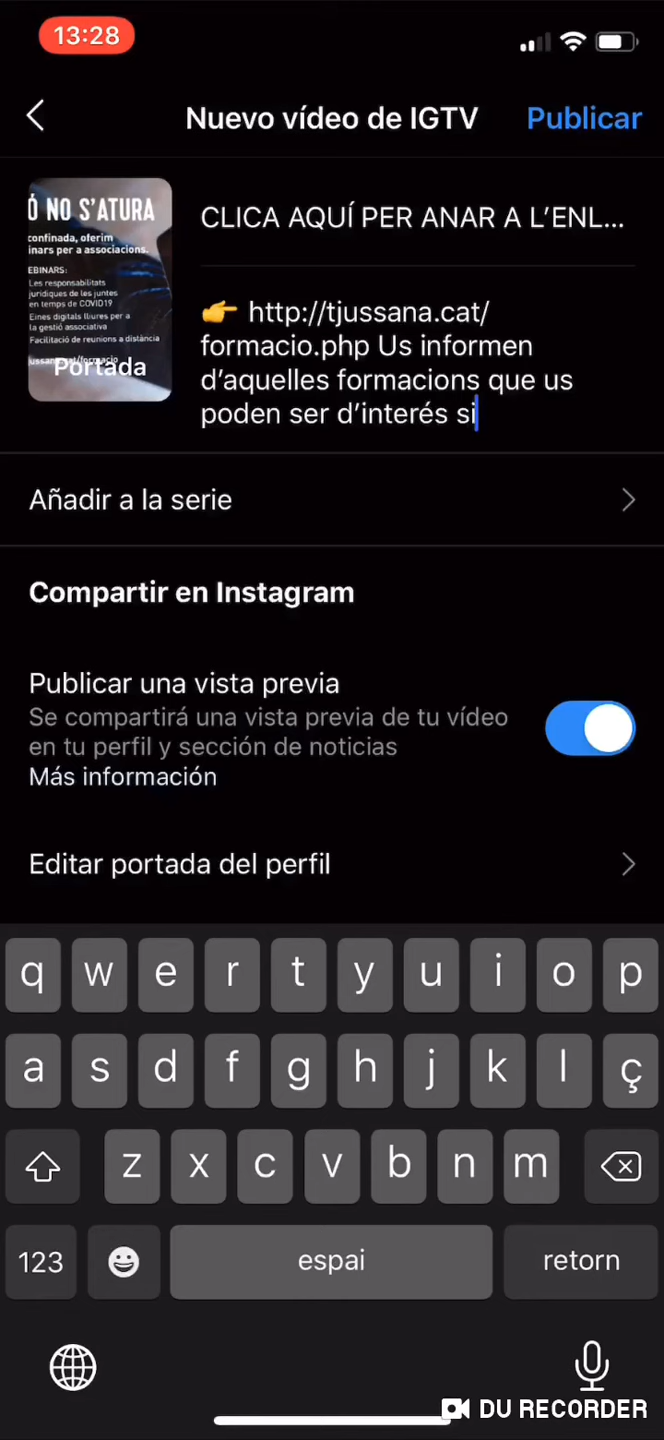 13:28
Nuevo vídeo de IGTV
Publicar
Ó NO S'ATURA
confinada, oferim
inars per a associacions.
EBINARS:
Les responsabilitats
jurídiques de les juntes
en temps de COVID19
Eines digitals lliures per a
la gestió associativa
Facilitació de reunions a distància
jussana.cat/formacio
Portada
CLICA AQUÍ PER ANAR A L'ENL...
👉 http://tjussana.cat/
formacio.php Us informen
d'aquelles formacions que us
poden ser d'interés si
Añadir a la serie
Compartir en Instagram
Publicar una vista previa
Se compartirá una vista previa de tu vídeo
en tu perfil y sección de noticias
Más información
Editar portada del perfil
q w e r t y u i o p
a s d f g h j k l ç
z x c v b n m
123 espai retorn
DU RECORDER